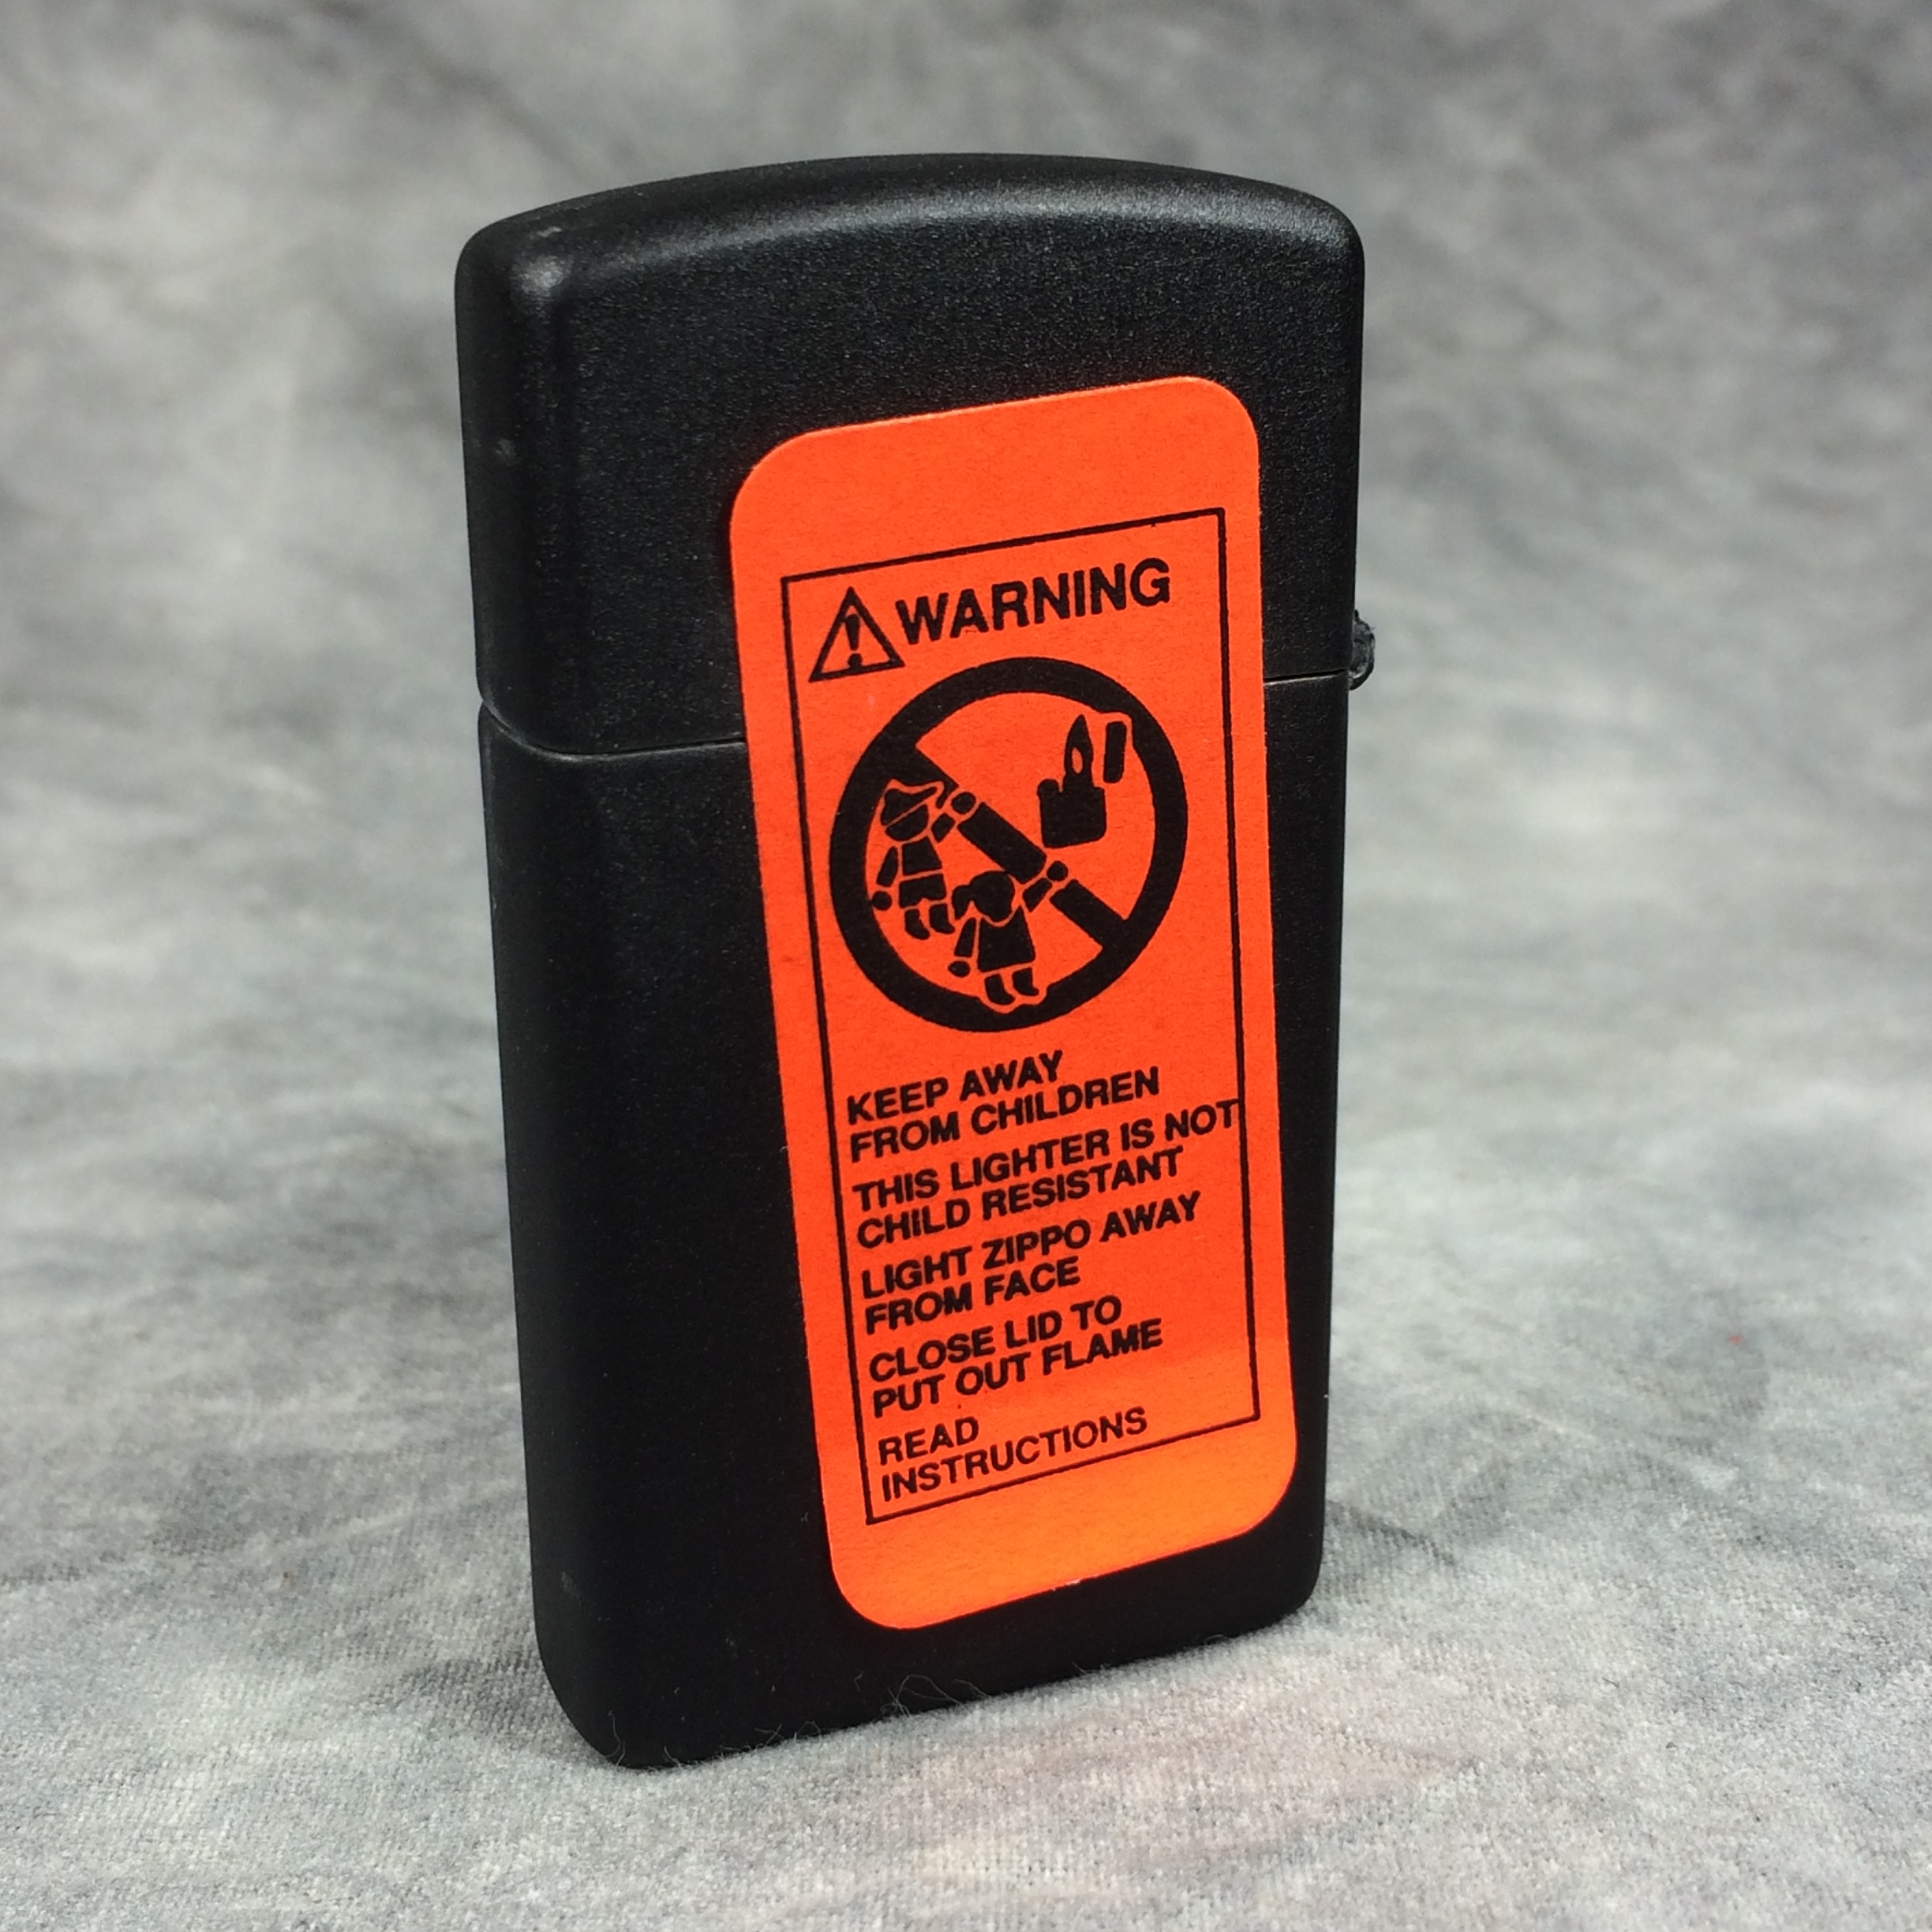 WARNING
KEEP AWAY
FROM CHILDREN
THIS LIGHTER IS NOT
CHILD RESISTANT
LIGHT ZIPPO AWAY
FROM FACE
CLOSE LID TO
PUT OUT FLAME
READ
INSTRUCTIONS